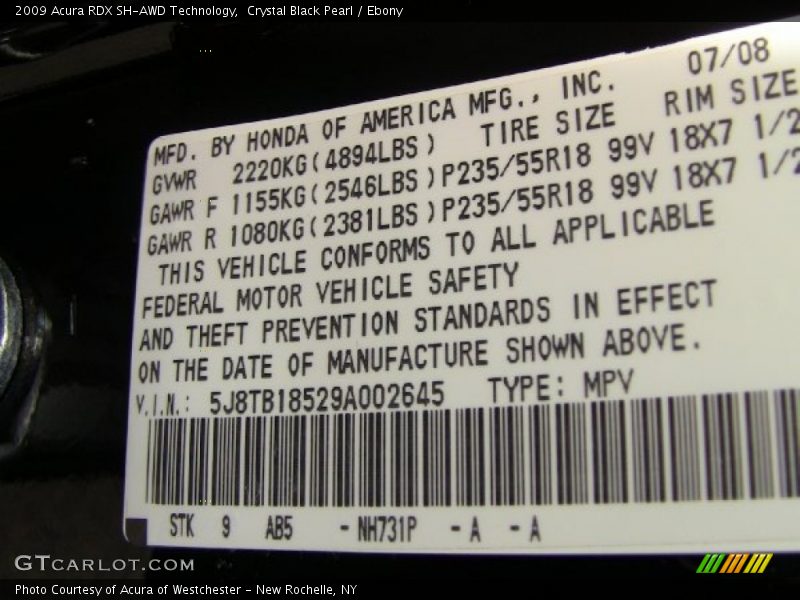 2009 Acura RDX SH-AWD Technology,  Crystal Black Pearl / Ebony
...
MFD. BY HONDA OF AMERICA MFG., INC. 07/08
GVWR 2220KG(4894LBS) TIRE SIZE RIM SIZE
GAWR F 1155KG(2546LBS)P235/55R18 99V 18X7 1/2
GAWR R 1080KG(2381LBS)P235/55R18 99V 18X7 1/2
THIS VEHICLE CONFORMS TO ALL APPLICABLE
FEDERAL MOTOR VEHICLE SAFETY
AND THEFT PREVENTION STANDARDS IN EFFECT
ON THE DATE OF MANUFACTURE SHOWN ABOVE.
V.I.N.: 5J8TB18529A002645 TYPE: MPV
STK 9 AB5 -NH731P -A -A
GTCARLOT.COM
Photo Courtesy of Acura of Westchester - New Rochelle, NY